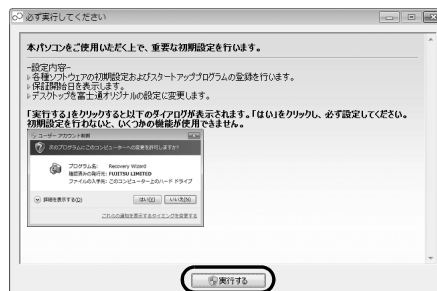 必ず実行してください
本パソコンをご使用いただく上で、重要な初期設定を行います。
-設定内容-
・各種ソフトウェアの初期設定およびスタートアッププログラムの登録を行います。
・保証開始日を表示します。
・デスクトップを富士通オリジナルの設定に変更します。
「実行する」をクリックすると以下のダイアログが表示されます。「はい」をクリックし、必ず設定してください。
初期設定を行わないと、いくつかの機能が使用できません。
ユーザー アカウント制御
次のプログラムにこのコンピューターへの変更を許可しますか?
プログラム名: Recovery Wizard
確認済みの発行元: FUJITSU LIMITED
ファイルの入手先: このコンピューター上のハード ドライブ
詳細を表示する(D)
はい(Y) いいえ(N)
これらの通知を表示するタイミングを変更する
実行する